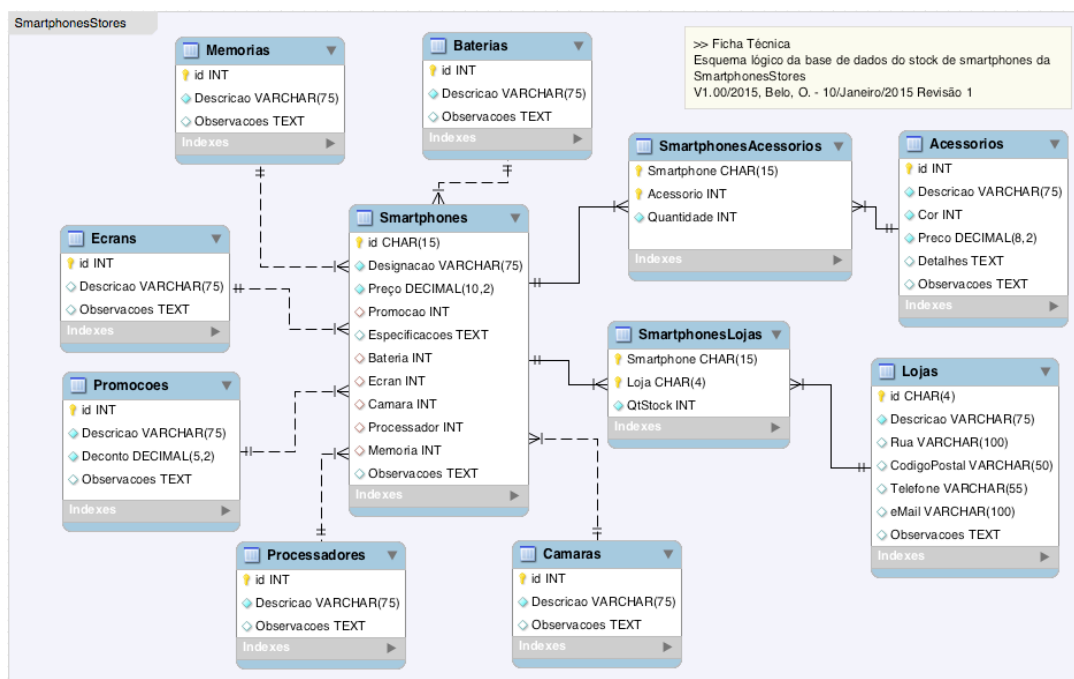 SmartphonesStores
>> Ficha Técnica
Esquema lógico da base de dados do stock de smartphones da
SmartphonesStores
V1.00/2015, Belo, O. - 10/Janeiro/2015 Revisão 1
Memorias
id INT
Descricao VARCHAR(75)
Observacoes TEXT
Indexes
Baterias
id INT
Descricao VARCHAR(75)
Observacoes TEXT
Indexes
SmartphonesAcessorios
Smartphone CHAR(15)
Acessorio INT
Quantidade INT
Indexes
Acessorios
id INT
Descricao VARCHAR(75)
Cor INT
Preco DECIMAL(8,2)
Detalhes TEXT
Observacoes TEXT
Indexes
Ecrans
id INT
Descricao VARCHAR(75)
Observacoes TEXT
Indexes
Smartphones
id CHAR(15)
Designacao VARCHAR(75)
Preço DECIMAL(10,2)
Promocao INT
Especificacoes TEXT
Bateria INT
Ecran INT
Camara INT
Processador INT
Memoria INT
Observacoes TEXT
Indexes
SmartphonesLojas
Smartphone CHAR(15)
Loja CHAR(4)
QtStock INT
Indexes
Lojas
id CHAR(4)
Descricao VARCHAR(75)
Rua VARCHAR(100)
CodigoPostal VARCHAR(50)
Telefone VARCHAR(55)
eMail VARCHAR(100)
Observacoes TEXT
Indexes
Promocoes
id INT
Descricao VARCHAR(75)
Deconto DECIMAL(5,2)
Observacoes TEXT
Indexes
Processadores
id INT
Descricao VARCHAR(75)
Observacoes TEXT
Indexes
Camaras
id INT
Descricao VARCHAR(75)
Observacoes TEXT
Indexes